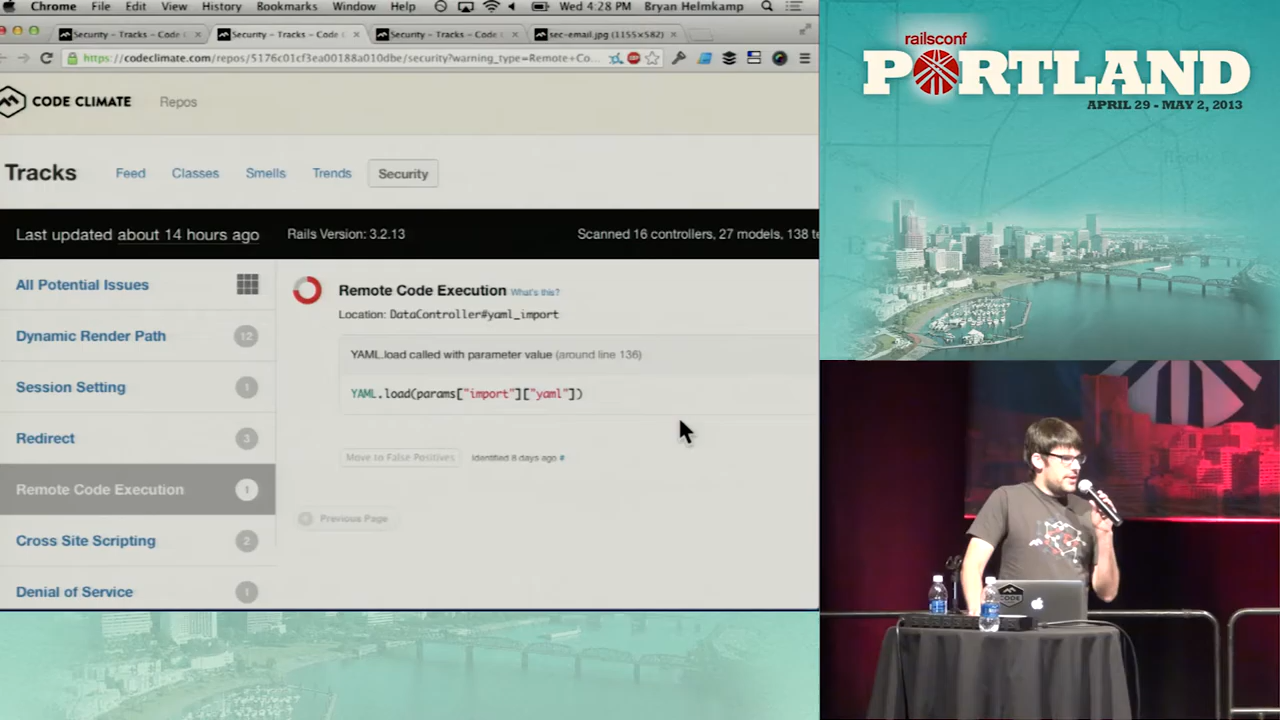 Chrome File Edit View History Bookmarks Window Help Wed 4:28 PM Bryan Helmkamp
Security – Tracks – Code Security – Tracks – Code Security – Tracks – Code sec-email.jpg (1155×582)
https://codeclimate.com/repos/5176c01cf3ea00188a010dbe/security?warning_type=Remote+Co...
CODE CLIMATE Repos
Tracks Feed Classes Smells Trends Security
Last updated about 14 hours ago Rails Version: 3.2.13 Scanned 16 controllers, 27 models, 138 te
All Potential Issues
Dynamic Render Path 12
Session Setting 1
Redirect 3
Remote Code Execution 1
Cross Site Scripting 2
Denial of Service 1
Remote Code Execution What's this?
Location: DataController#yaml_import
YAML.load called with parameter value (around line 136)
YAML.load(params["import"]["yaml"])
Move to False Positives Identified 8 days ago #
Previous Page
railsconf
PORTLAND
APRIL 29 - MAY 2, 2013
CODE